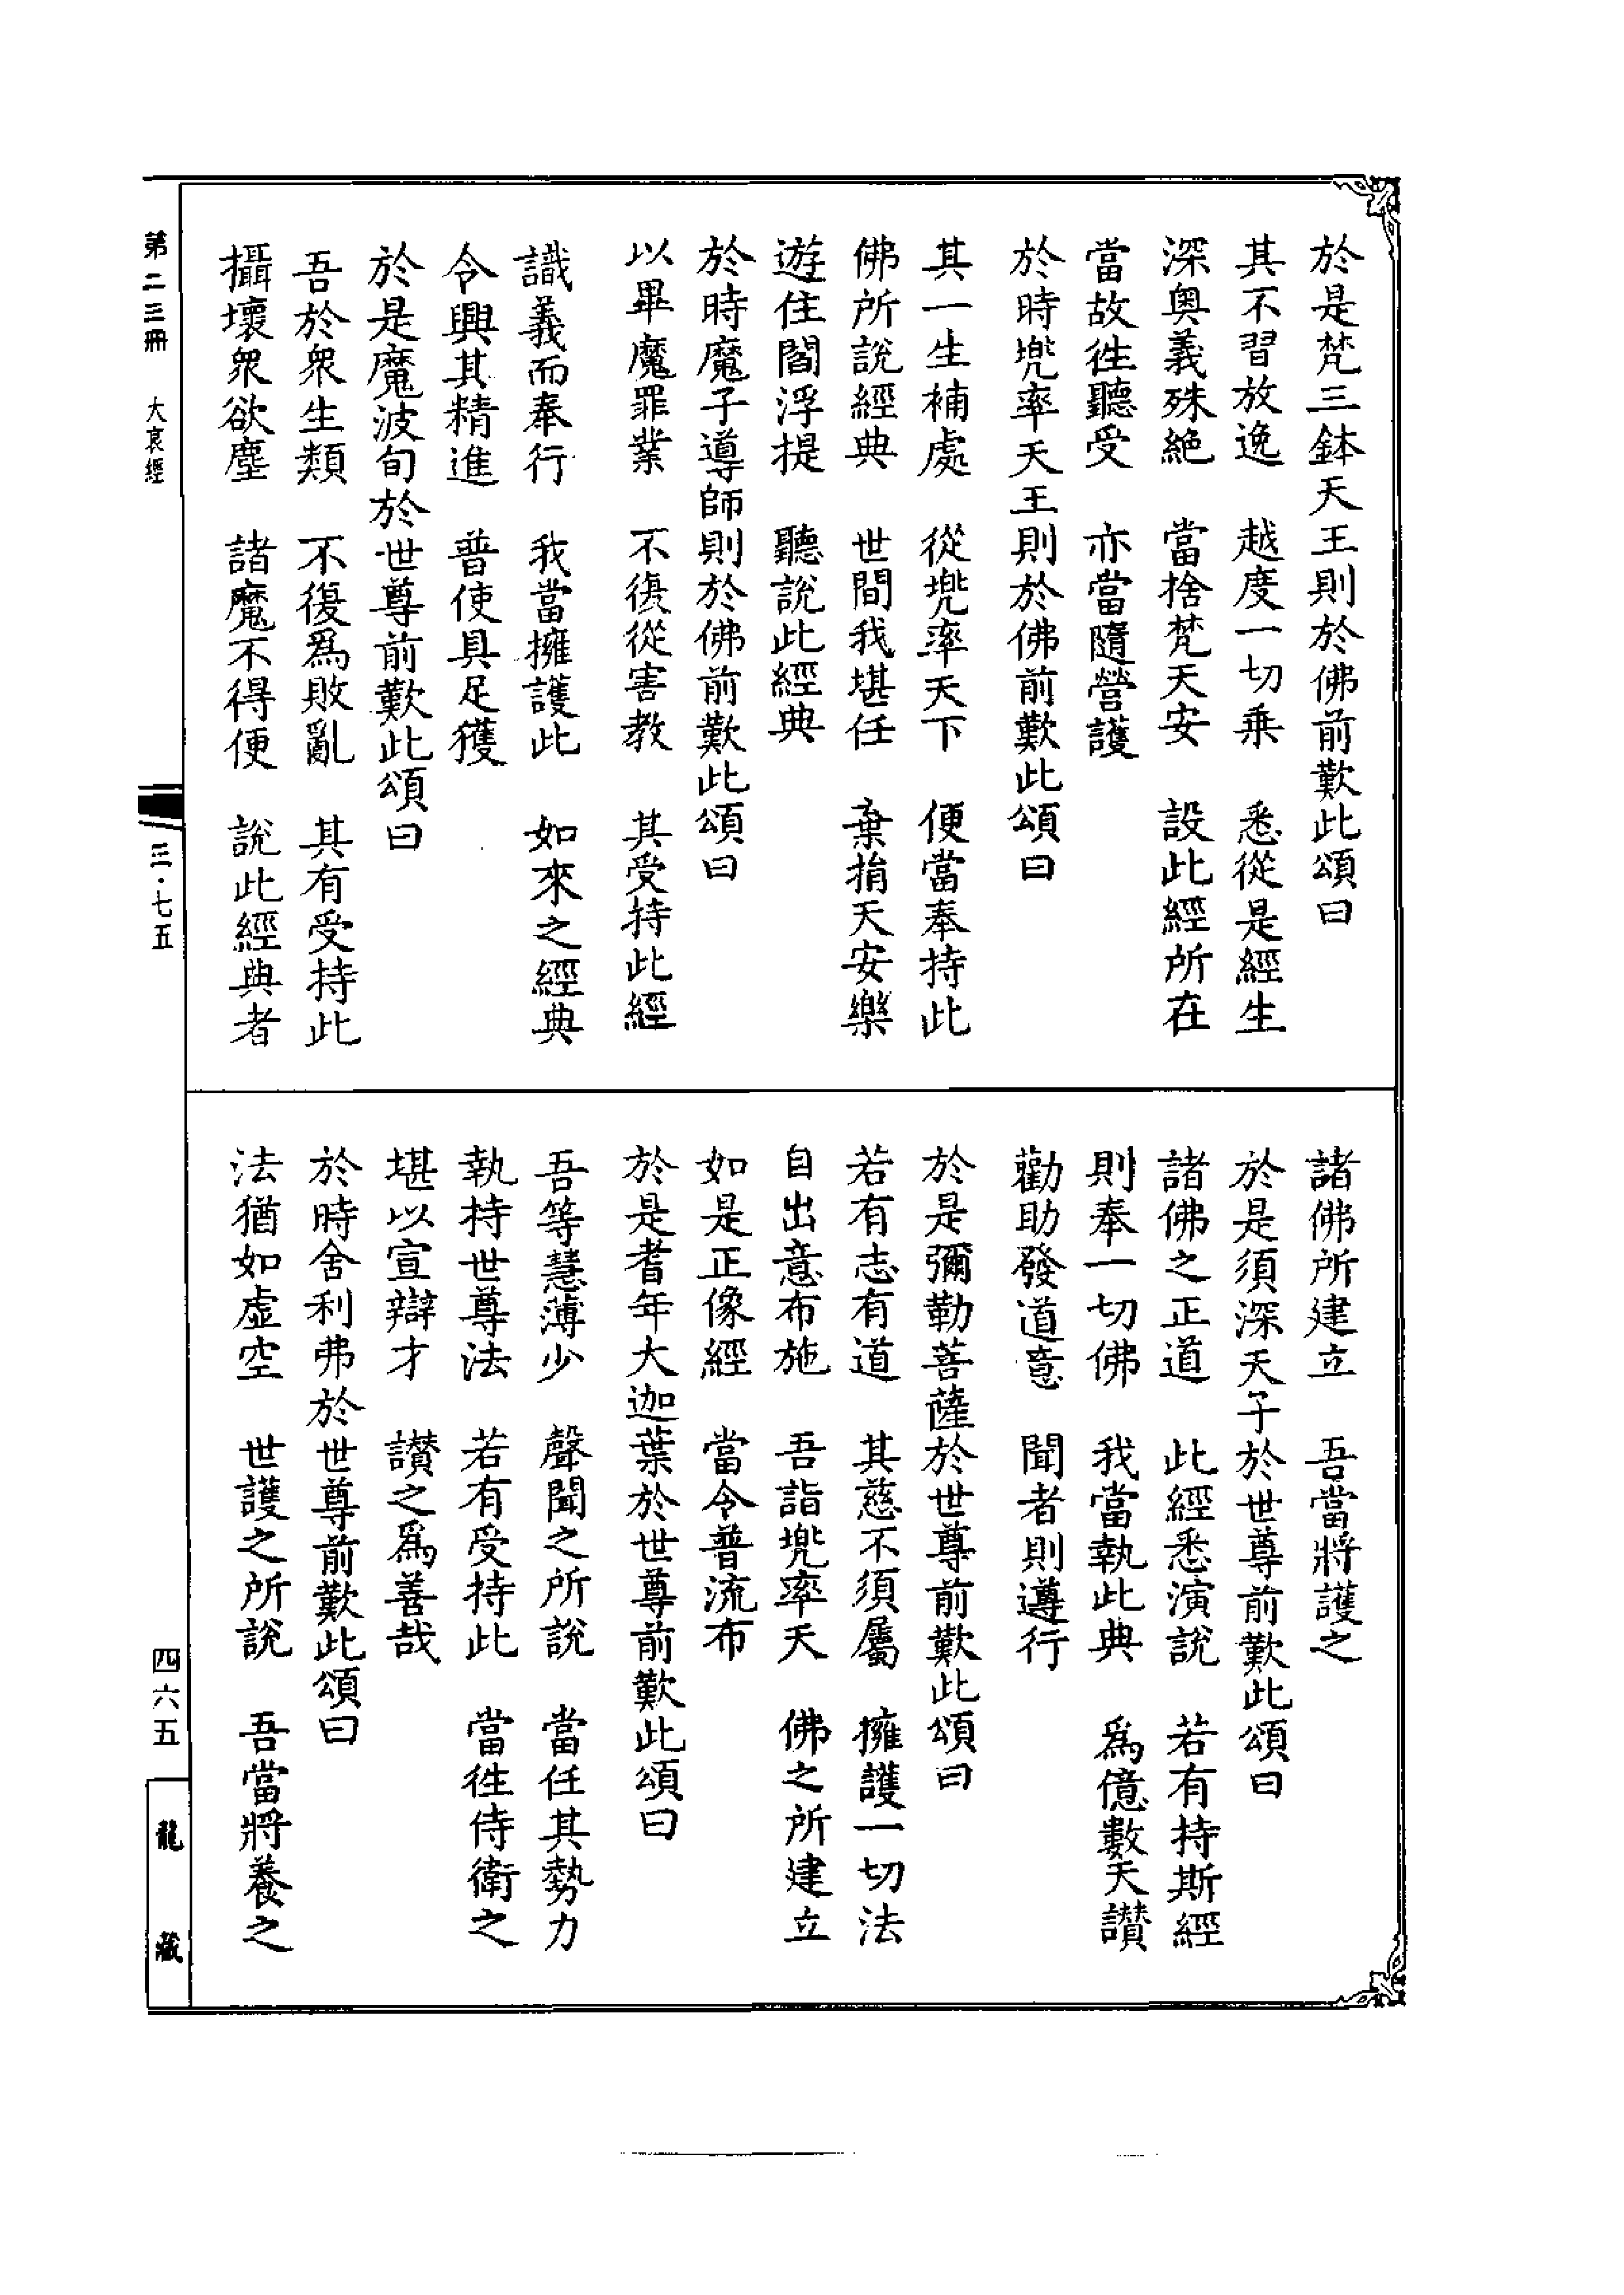 於是梵三鉢天王則於佛前歎此頌曰
其不習放逸　越度一切乘　悉從是經生
深奧義殊絶　當捨梵天安　設此經所在
當故往聽受　亦當隨營護
於時兠率天王則於佛前歎此頌曰
其一生補處　從兠率天下　便當奉持此
佛所說經典　世間我堪任　棄捐天安樂
遊住閻浮提　聽說此經典
於時魔子導師則於佛前歎此頌曰
以畢魔罪業　不復從害教　其受持此經
識義而奉行　我當擁護此　如來之經典
令興其精進　普使具足獲
於是魔波旬於世尊前歎此頌曰
吾於衆生類　不復爲敗亂　其有受持此
攝壞衆欲塵　諸魔不得便　說此經典者
諸佛所建立　吾當將護之
於是須深天子於世尊前歎此頌曰
諸佛之正道　此經悉演說　若有持斯經
則奉一切佛　我當執此典　爲億數天讃
勸助發道意　聞者則遵行
於是彌勒菩薩於世尊前歎此頌曰
若有志有道　其慈不須屬　擁護一切法
自出意布施　吾詣兠率天　佛之所建立
如是正像經　當令普流布
於是耆年大迦葉於世尊前歎此頌曰
吾等慧薄少　聲聞之所說　當任其勢力
執持世尊法　若有受持此　當往侍衛之
堪以宣辯才　讃之爲善哉
於時舍利弗於世尊前歎此頌曰
法猶如虛空　世護之所說　吾當將養之
第二三冊　大哀經
三·七五
四六五
龍藏